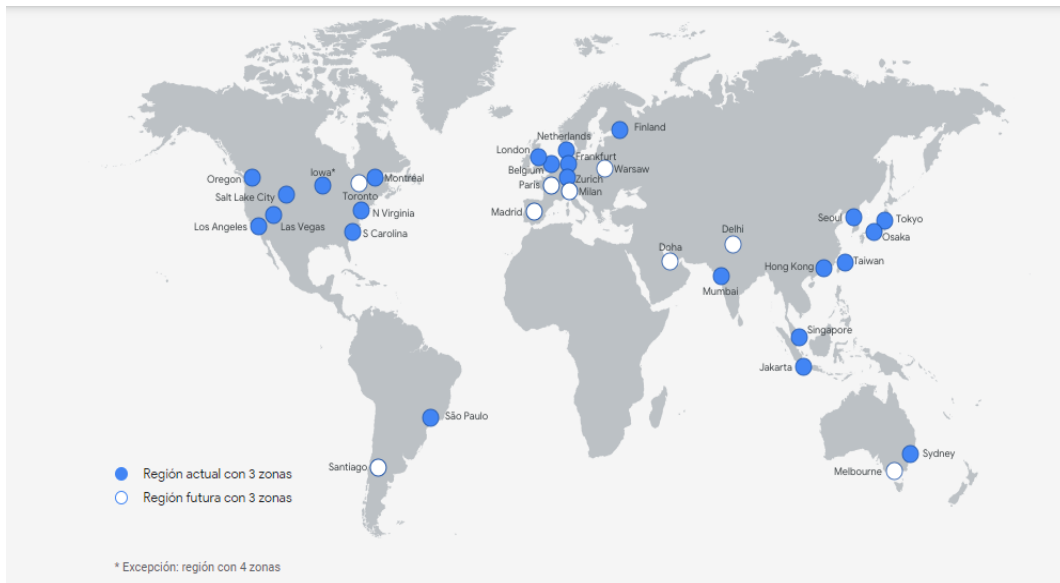 Finland
Netherlands
London
Frankfurt
Belgium
Warsaw
Zurich
París
Milan
Madrid
Oregon
Iowa*
Montréal
Toronto
Salt Lake City
N Virginia
Los Angeles
Las Vegas
S Carolina
Seoul
Tokyo
Osaka
Delhi
Doha
Hong Kong
Taiwan
Mumbai
Singapore
Jakarta
São Paulo
Santiago
Sydney
Melbourne
Región actual con 3 zonas
Región futura con 3 zonas
* Excepción: región con 4 zonas